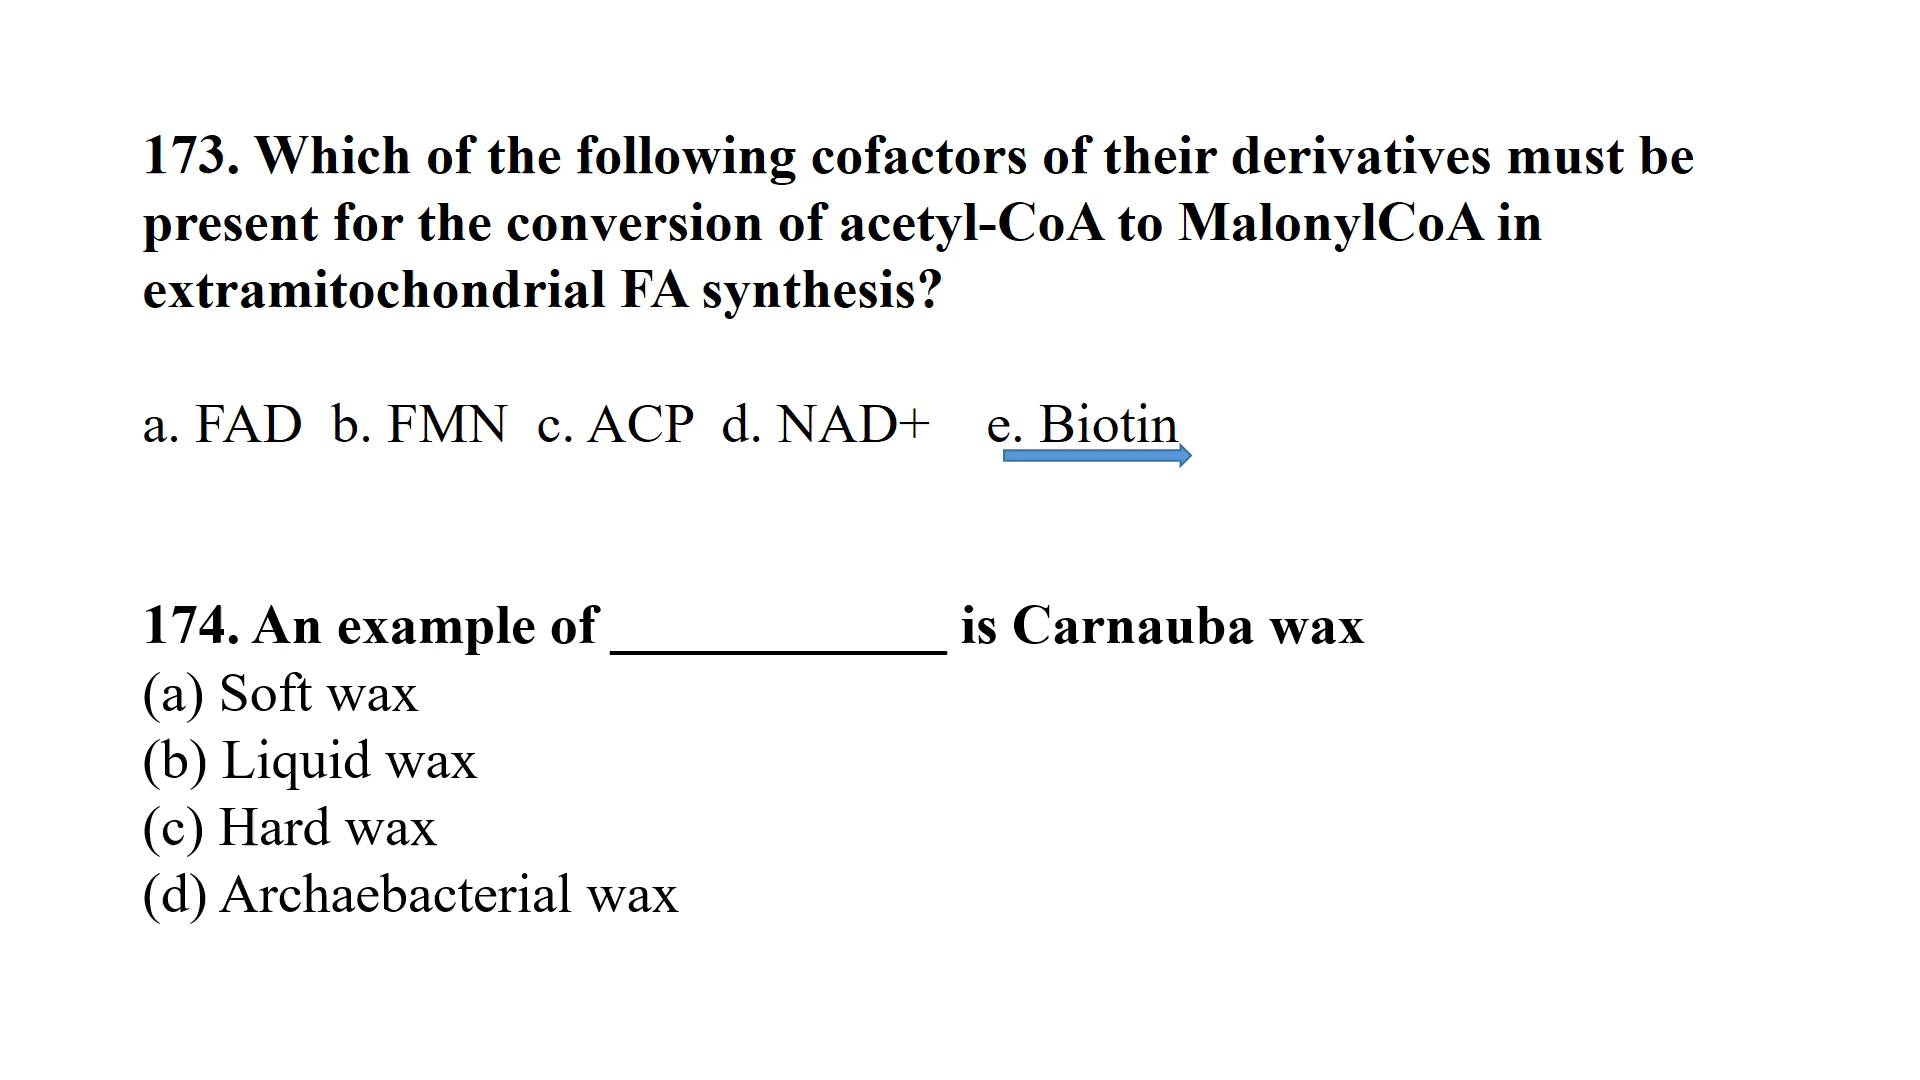 173. Which of the following cofactors of their derivatives must be
present for the conversion of acetyl-CoA to MalonylCoA in
extramitochondrial FA synthesis?
a. FAD b. FMN c. ACP d. NAD+ e. Biotin
174. An example of ____________ is Carnauba wax
(a) Soft wax
(b) Liquid wax
(c) Hard wax
(d) Archaebacterial wax